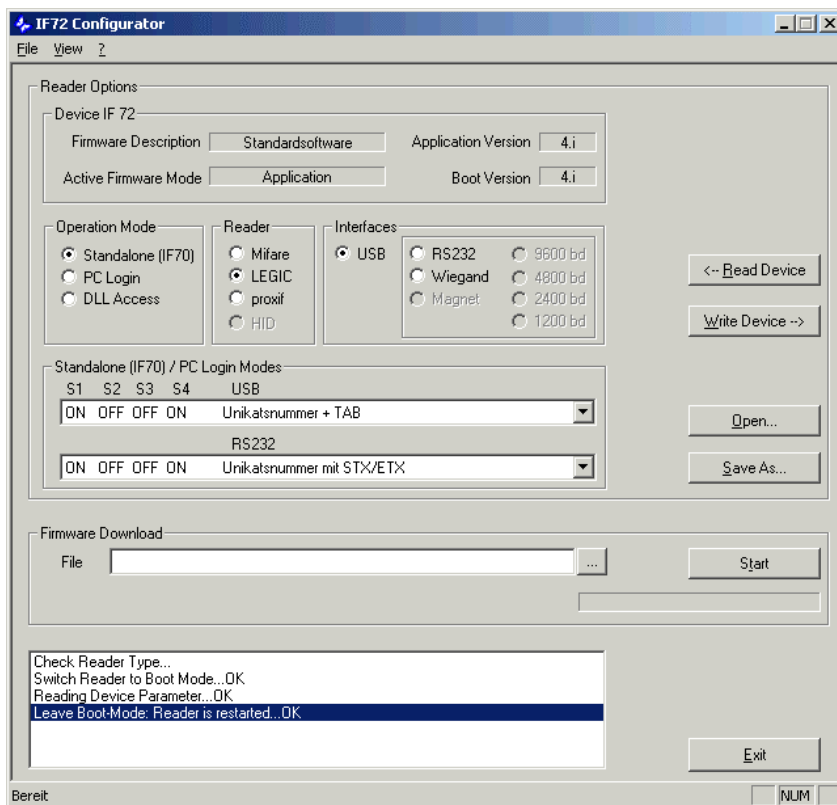 IF72 Configurator
File View ?
Reader Options
Device IF 72
Firmware Description Standardsoftware Application Version 4.i
Active Firmware Mode Application Boot Version 4.i
Operation Mode Reader Interfaces
Standalone (IF70) Mifare USB RS232 9600 bd
PC Login LEGIC Wiegand 4800 bd
DLL Access proxif Magnet 2400 bd
HID 1200 bd
<-- Read Device
Write Device -->
Standalone (IF70) / PC Login Modes
S1 S2 S3 S4 USB
ON OFF OFF ON Unikatsnummer + TAB
Open...
RS232
ON OFF OFF ON Unikatsnummer mit STX/ETX
Save As...
Firmware Download
File ... Start
Check Reader Type...
Switch Reader to Boot Mode...OK
Reading Device Parameter...OK
Leave Boot-Mode: Reader is restarted...OK
Exit
Bereit NUM